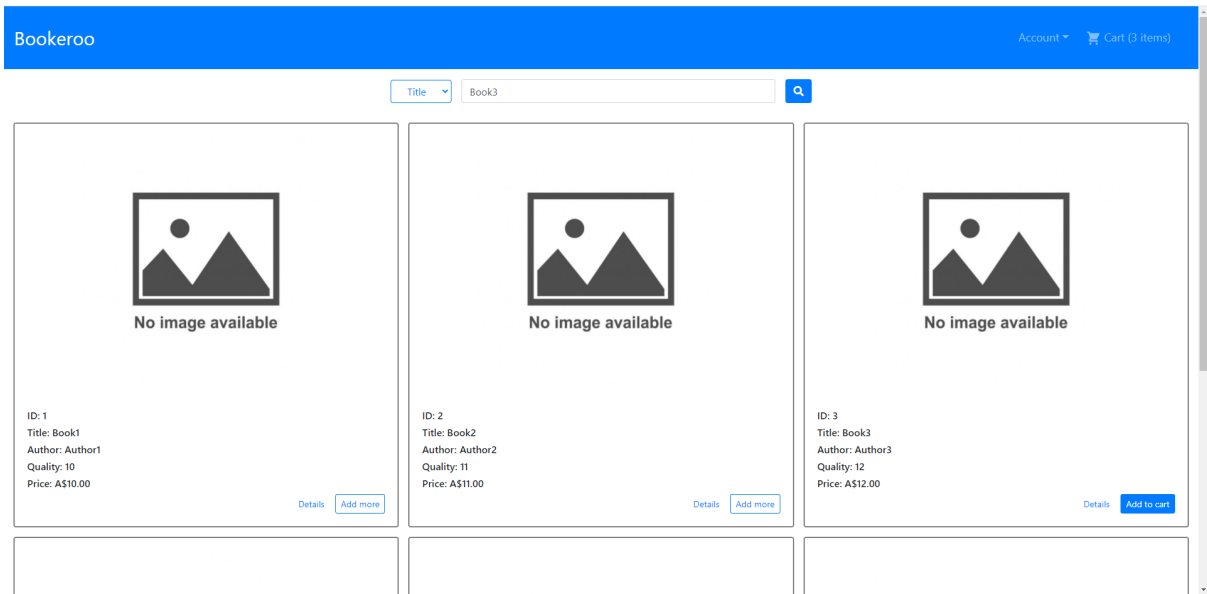 Bookeroo
Account
Cart (3 items)
Title
Book3
No image available
ID: 1
Title: Book1
Author: Author1
Quality: 10
Price: A$10.00
Details
Add more
No image available
ID: 2
Title: Book2
Author: Author2
Quality: 11
Price: A$11.00
Details
Add more
No image available
ID: 3
Title: Book3
Author: Author3
Quality: 12
Price: A$12.00
Details
Add to cart